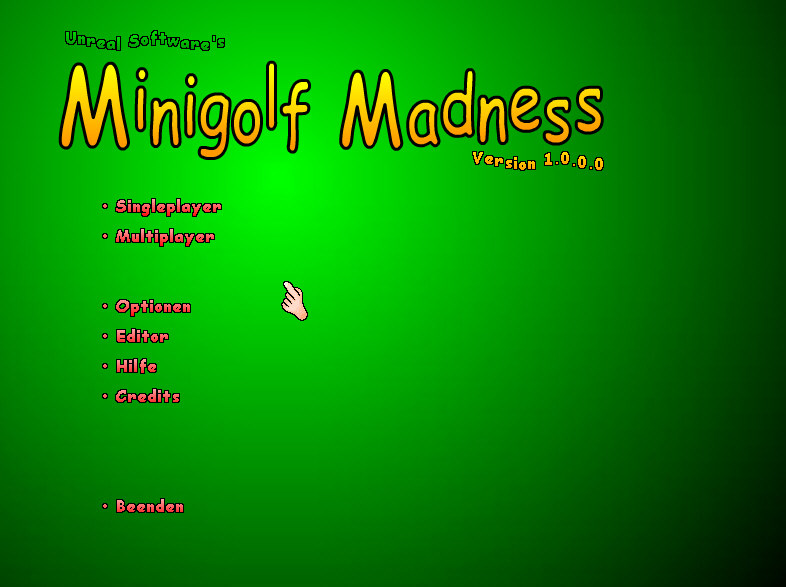 Unreal Software's
Minigolf Madness
Version 1.0.0.0
• Singleplayer
• Multiplayer
• Optionen
• Editor
• Hilfe
• Credits
• Beenden